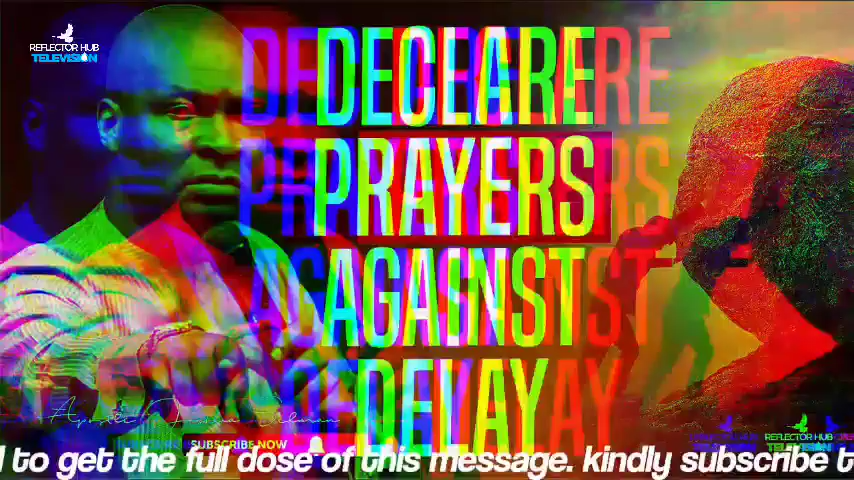 REFLECTOR HUB
TELEVISION
DECLARE
PRAYERS
AGAINST
DELAY
SUBSCRIBE NOW
REFLECTOR HUB
TELEVISION
to get the full dose of this message. kindly subscribe